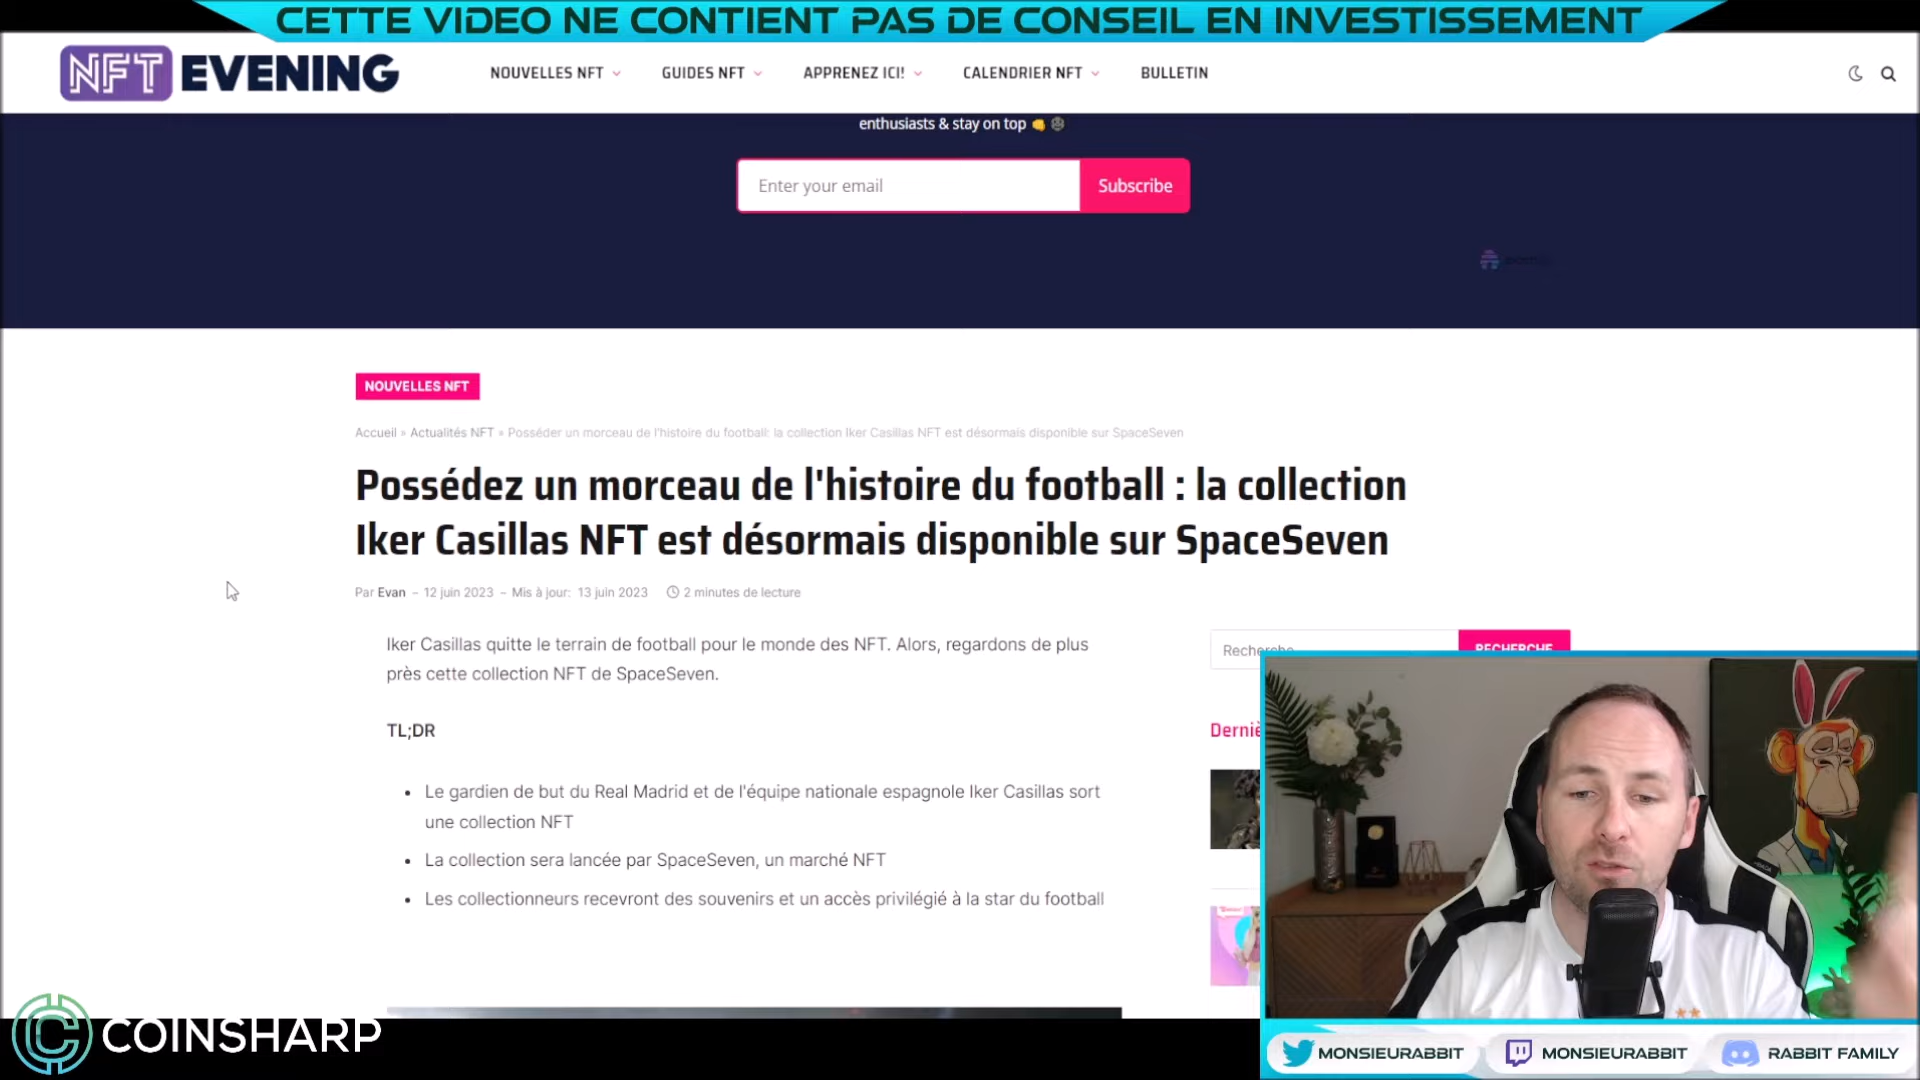 CETTE VIDEO NE CONTIENT PAS DE CONSEIL EN INVESTISSEMENT
NFT EVENING
NOUVELLES NFT
GUIDES NFT
APPRENEZ ICI!
CALENDRIER NFT
BULLETIN
enthusiasts & stay on top
Enter your email
Subscribe
NOUVELLES NFT
Accueil » Actualités NFT » Posséder un morceau de l'histoire du football: la collection Iker Casillas NFT est désormais disponible sur SpaceSeven
Possédez un morceau de l'histoire du football : la collection
Iker Casillas NFT est désormais disponible sur SpaceSeven
Par Evan – 12 juin 2023 – Mis à jour: 13 juin 2023 2 minutes de lecture
Iker Casillas quitte le terrain de football pour le monde des NFT. Alors, regardons de plus
près cette collection NFT de SpaceSeven.
TL;DR
• Le gardien de but du Real Madrid et de l'équipe nationale espagnole Iker Casillas sort
une collection NFT
• La collection sera lancée par SpaceSeven, un marché NFT
• Les collectionneurs recevront des souvenirs et un accès privilégié à la star du football
Recherche
RECHERCHE
Derniè
COINSHARP
MONSIEURABBIT
MONSIEURABBIT
RABBIT FAMILY